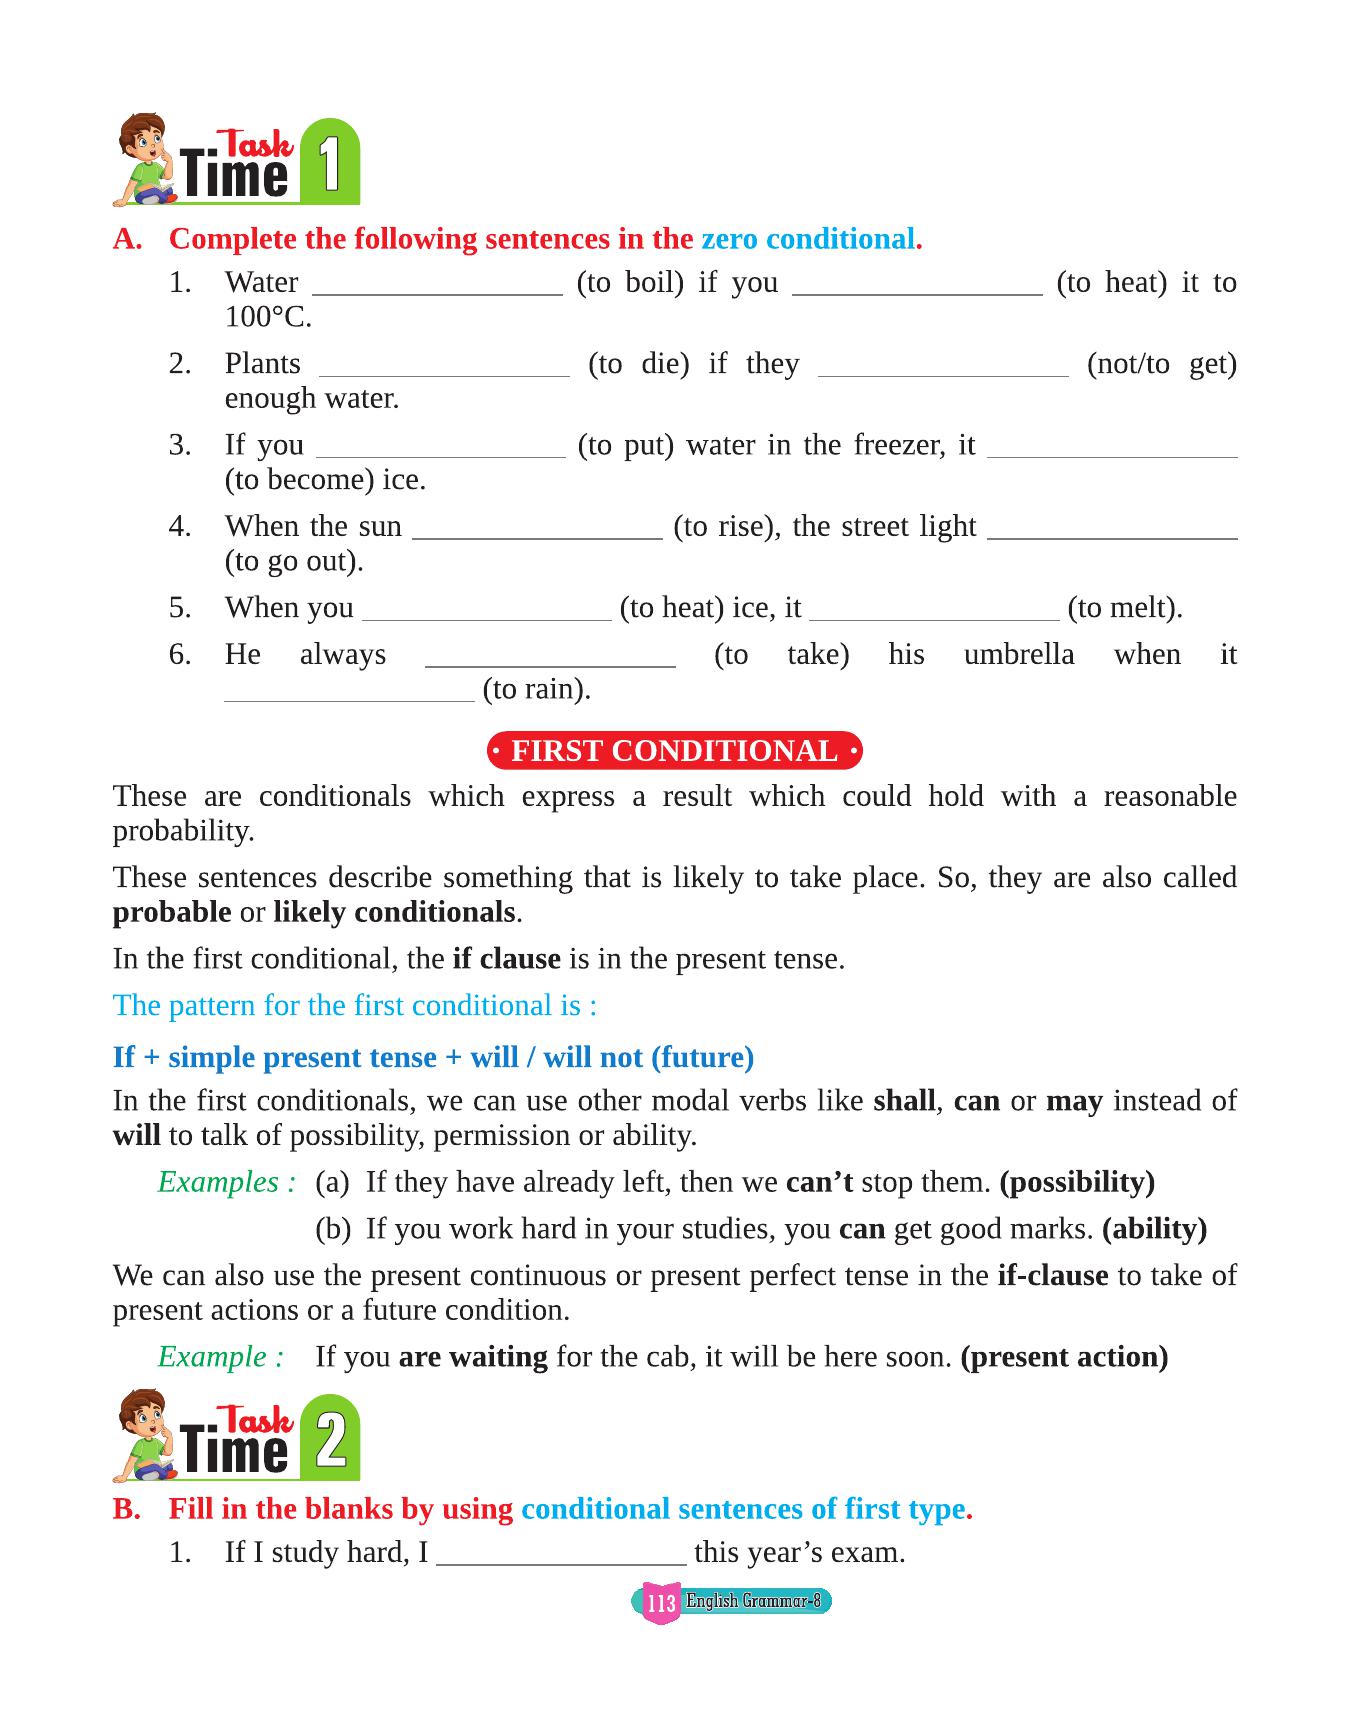 Task
Time 1
A. Complete the following sentences in the zero conditional.
1. Water ________________ (to boil) if you ________________ (to heat) it to
100°C.
2. Plants ________________ (to die) if they ________________ (not/to get)
enough water.
3. If you ________________ (to put) water in the freezer, it ________________
(to become) ice.
4. When the sun ________________ (to rise), the street light ________________
(to go out).
5. When you ________________ (to heat) ice, it ________________ (to melt).
6. He always ________________ (to take) his umbrella when it
________________ (to rain).
• FIRST CONDITIONAL •
These are conditionals which express a result which could hold with a reasonable
probability.
These sentences describe something that is likely to take place. So, they are also called
probable or likely conditionals.
In the first conditional, the if clause is in the present tense.
The pattern for the first conditional is :
If + simple present tense + will / will not (future)
In the first conditionals, we can use other modal verbs like shall, can or may instead of
will to talk of possibility, permission or ability.
Examples : (a) If they have already left, then we can’t stop them. (possibility)
(b) If you work hard in your studies, you can get good marks. (ability)
We can also use the present continuous or present perfect tense in the if-clause to take of
present actions or a future condition.
Example : If you are waiting for the cab, it will be here soon. (present action)
Task
Time 2
B. Fill in the blanks by using conditional sentences of first type.
1. If I study hard, I ________________ this year’s exam.
113 English Grammar-8